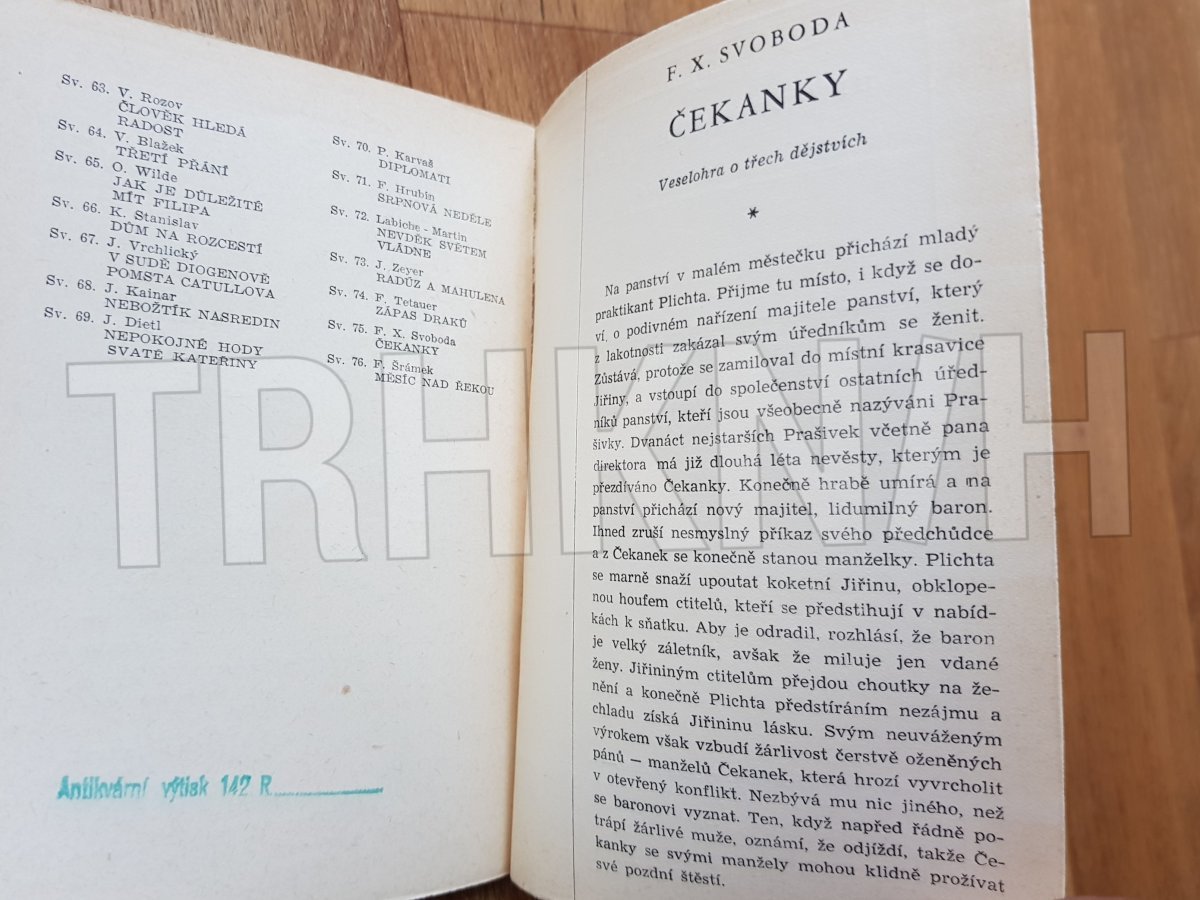 Sv. 63. V. Rozov
ČLOVĚK HLEDÁ
RADOST
Sv. 64. V. Blažek
TŘETÍ PŘÁNÍ
Sv. 65. O. Wilde
JAK JE DŮLEŽITÉ
MÍT FILIPA
Sv. 66. K. Stanislav
DŮM NA ROZCESTÍ
Sv. 67. J. Vrchlický
V SUDĚ DIOGENOVĚ
POMSTA CATULLOVA
Sv. 68. J. Kainar
NEBOŽTÍK NASREDIN
Sv. 69. J. Dietl
NEPOKOJNÉ HODY
SVATÉ KATEŘINY
Sv. 70. P. Karvaš
DIPLOMATI
Sv. 71. F. Hrubín
SRPNOVÁ NEDĚLE
Sv. 72. Labiche - Martin
NEVDĚK SVĚTEM
VLÁDNE
Sv. 73. J. Zeyer
RADÚZ A MAHULENA
Sv. 74. F. Tetauer
ZÁPAS DRAKŮ
Sv. 75. F. X. Svoboda
ČEKANKY
Sv. 76. F. Šrámek
MĚSÍC NAD ŘEKOU
Antikvární výtisk 142 R
F. X. SVOBODA
ČEKANKY
Veselohra o třech dějstvích
*
Na panství v malém městečku přichází mladý
praktikant Plichta. Přijme tu místo, i když se do-
ví, o podivném nařízení majitele panství, který
z lakotnosti zakázal svým úředníkům se ženit.
Zůstává, protože se zamiloval do místní krasavice
Jiřiny, a vstoupí do společenství ostatních úřed-
níků panství, kteří jsou všeobecně nazýváni Pra-
šivky. Dvanáct nejstarších Prašivek včetně pana
direktora má již dlouhá léta nevěsty, kterým je
přezdíváno Čekanky. Konečně hrabě umírá a na
panství přichází nový majitel, lidumilný baron.
Ihned zruší nesmyslný příkaz svého předchůdce
a z Čekanek se konečně stanou manželky. Plichta
se marně snaží upoutat koketní Jiřinu, obklope-
nou houfem ctitelů, kteří se předstihují v nabíd-
kách k sňatku. Aby je odradil, rozhlásí, že baron
je velký záletník, avšak že miluje jen vdané
ženy. Jiřininým ctitelům přejdou choutky na že-
nění a konečně Plichta předstíráním nezájmu a
chladu získá Jiřininu lásku. Svým neuváženým
výrokem však vzbudí žárlivost čerstvě oženěných
pánů — manželů Čekanek, která hrozí vyvrcholit
v otevřený konflikt. Nezbývá mu nic jiného, než
se baronovi vyznat. Ten, když napřed řádně po-
trápí žárlivé muže, oznámí, že odjíždí, takže Če-
kanky se svými manžely mohou klidně prožívat
své pozdní štěstí.
TRHKNIH